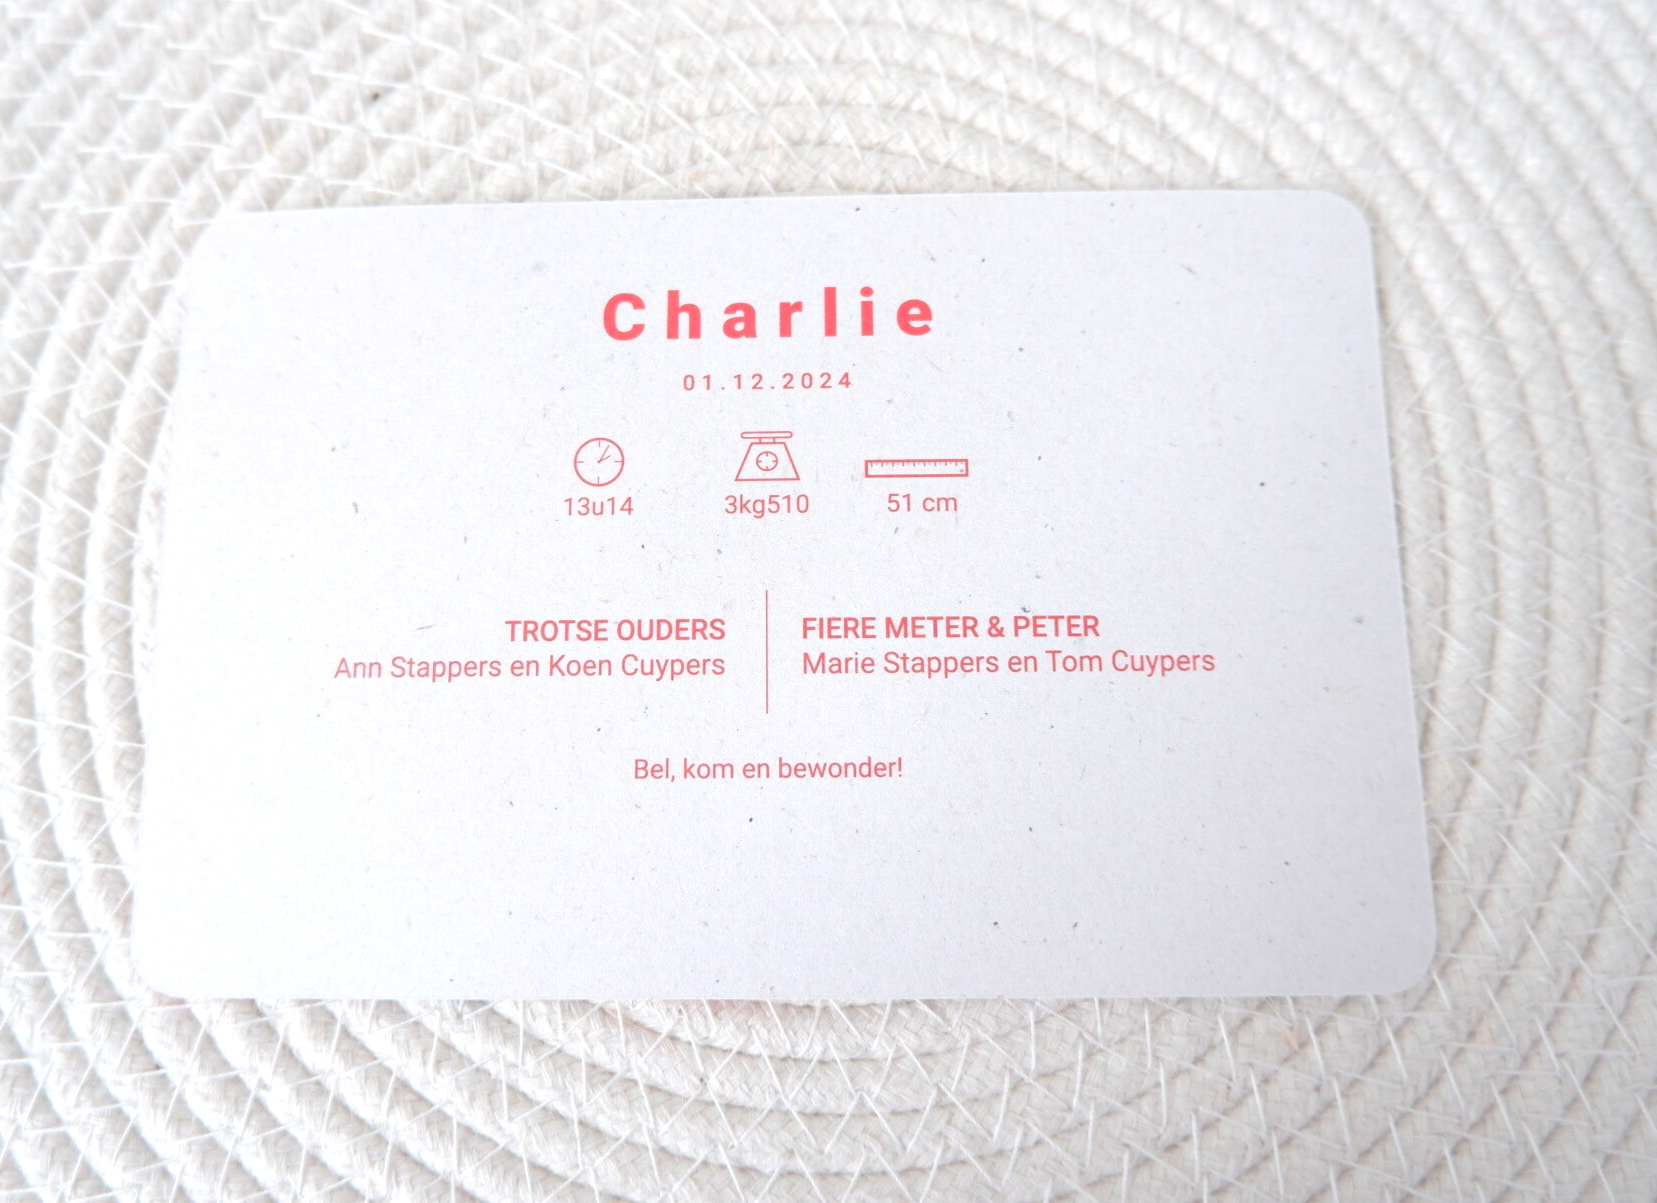 Charlie
01.12.2024
13u14 3kg510 51 cm
TROTSE OUDERS
Ann Stappers en Koen Cuypers
FIERE METER & PETER
Marie Stappers en Tom Cuypers
Bel, kom en bewonder!